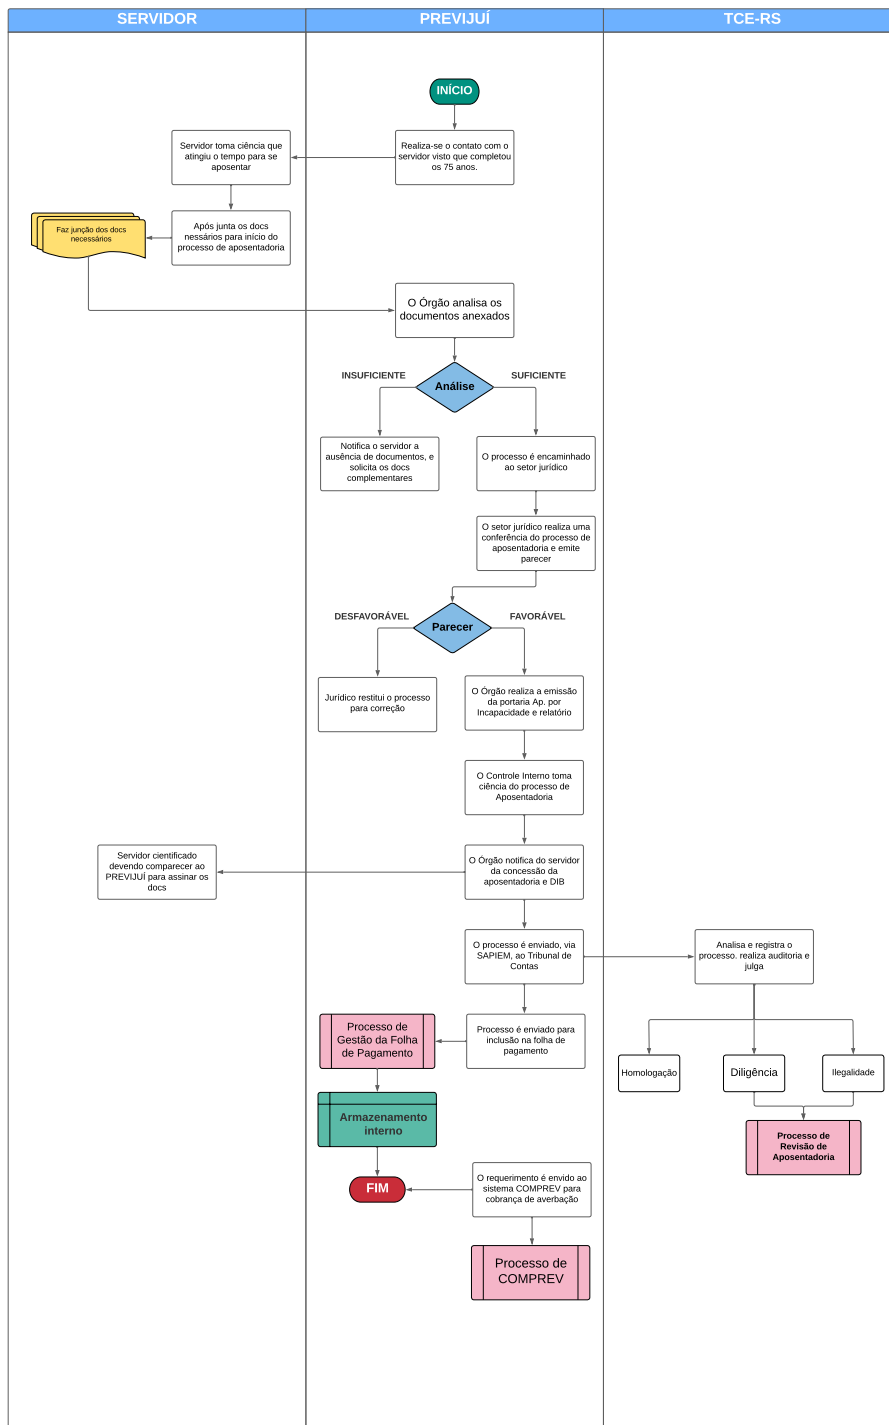 SERVIDOR
PREVIJUÍ
TCE-RS
INÍCIO
Realiza-se o contato com o
servidor visto que completou
os 75 anos.
Servidor toma ciência que
atingiu o tempo para se
aposentar
Após junta os docs
nessários para início do
processo de aposentadoria
Faz junção dos docs
necessários
O Órgão analisa os
documentos anexados
Análise
INSUFICIENTE
SUFICIENTE
Notifica o servidor a
ausência de documentos, e
solicita os docs
complementares
O processo é encaminhado
ao setor jurídico
O setor jurídico realiza uma
conferência do processo de
aposentadoria e emite
parecer
Parecer
DESFAVORÁVEL
FAVORÁVEL
Jurídico restitui o processo
para correção
O Órgão realiza a emissão
da portaria Ap. por
Incapacidade e relatório
O Controle Interno toma
ciência do processo de
Aposentadoria
O Órgão notifica do servidor
da concessão da
aposentadoria e DIB
Servidor cientificado
devendo comparecer ao
PREVIJUÍ para assinar os
docs
O processo é enviado, via
SAPIEM, ao Tribunal de
Contas
Analisa e registra o
processo. realiza auditoria e
julga
Homologação
Diligência
Ilegalidade
Processo de
Revisão de
Aposentadoria
Processo é enviado para
inclusão na folha de
pagamento
Processo de
Gestão da Folha
de Pagamento
Armazenamento
interno
FIM
O requerimento é envido ao
sistema COMPREV para
cobrança de averbação
Processo de
COMPREV